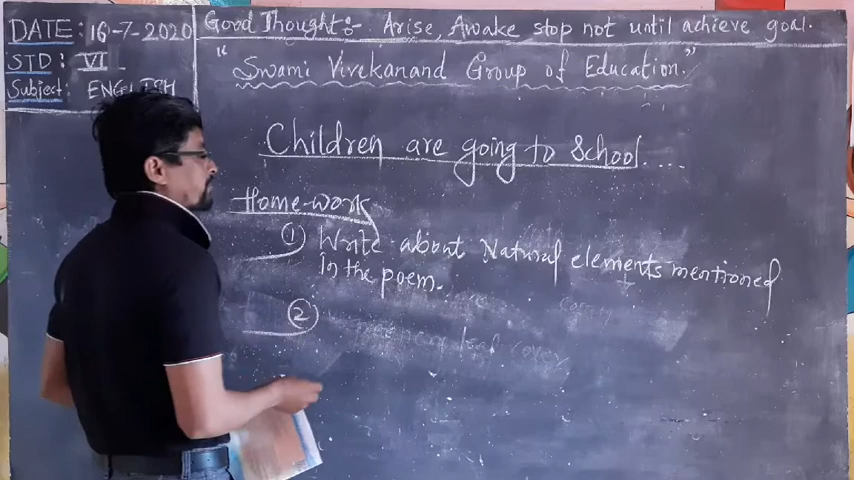 DATE: 16-7-2020
STD: VI
Subject: ENGLISH
Good Thought:- Arise, Awake stop not until achieve goal.
"Swami Vivekanand Group of Education."
Children are going to School....
Home-work
① Write about Natural elements mentioned
in the poem.
②